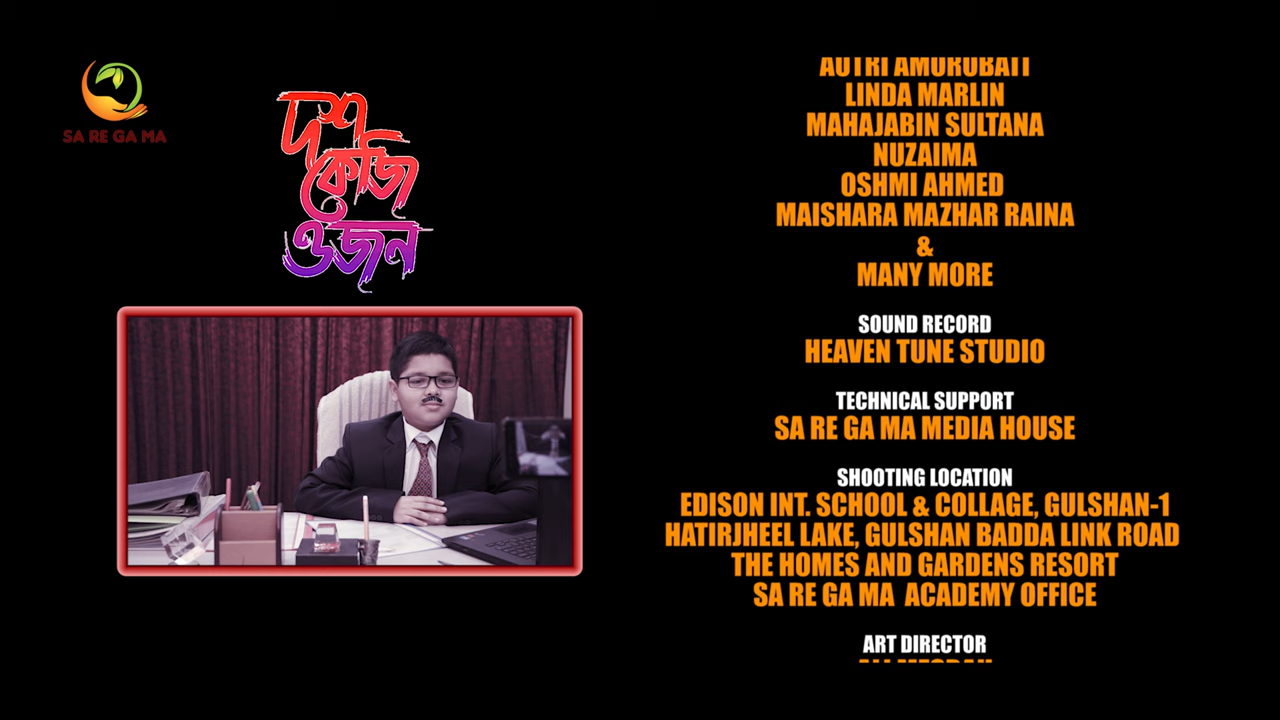 SA RE GA MA
দশ
কেজি
ওজন
LINDA MARLIN
MAHAJABIN SULTANA
NUZAIMA
OSHMI AHMED
MAISHARA MAZHAR RAINA
&
MANY MORE
SOUND RECORD
HEAVEN TUNE STUDIO
TECHNICAL SUPPORT
SA RE GA MA MEDIA HOUSE
SHOOTING LOCATION
EDISON INT. SCHOOL & COLLAGE, GULSHAN-1
HATIRJHEEL LAKE, GULSHAN BADDA LINK ROAD
THE HOMES AND GARDENS RESORT
SA RE GA MA ACADEMY OFFICE
ART DIRECTOR